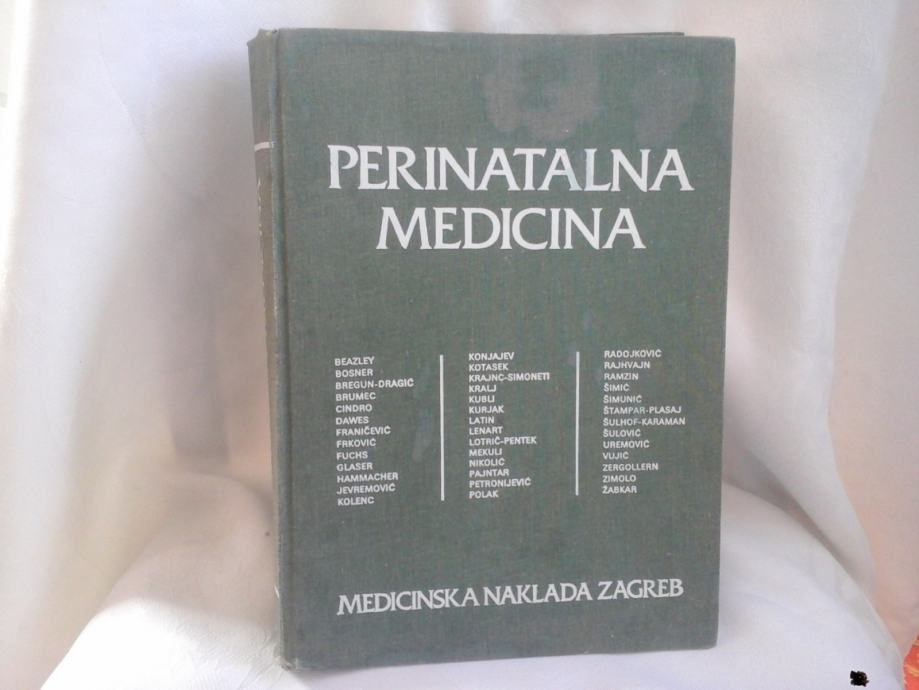 PERINATALNA
MEDICINA
BEAZLEY
BOSNER
BREGUN-DRAGIĆ
BRUMEC
CINDRO
DAWES
FRANIČEVIĆ
FRKOVIĆ
FUCHS
GLASER
HAMMACHER
JEVREMOVIĆ
KOLENC
KONJAJEV
KOTASEK
KRAJNC-SIMONETI
KRALJ
KUBLI
KURJAK
LATIN
LENART
LOTRIČ-PENTEK
MEKULI
NIKOLIĆ
PAJNTAR
PETRONIJEVIĆ
POLAK
RADOJKOVIĆ
RAJHVAJN
RAMZIN
ŠIMIĆ
ŠIMUNIĆ
ŠTAMPAR-PLASAJ
ŠULHOF-KARAMAN
ŠULOVIĆ
UREMOVIĆ
VUJIĆ
ZERGOLLERN
ZIMOLO
ŽABKAR
MEDICINSKA NAKLADA ZAGREB